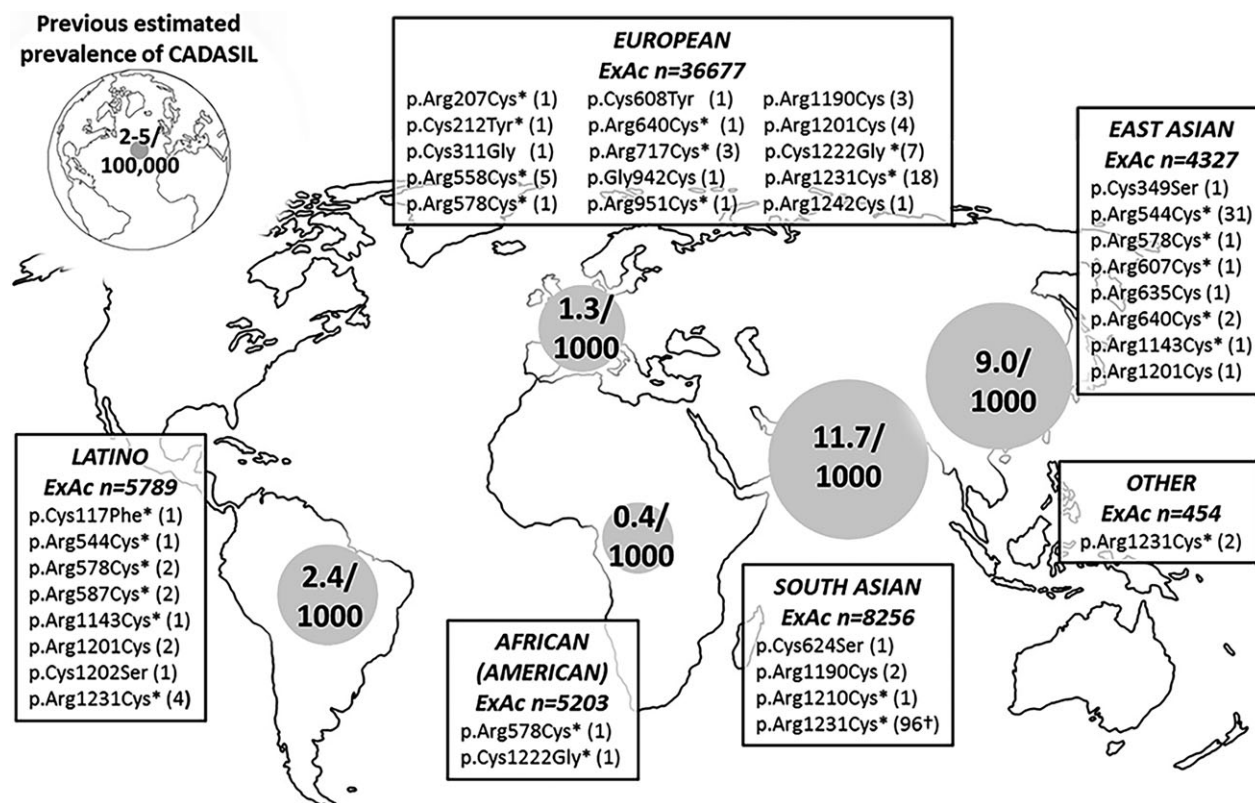 Previous estimated
prevalence of CADASIL
2-5/
100,000
EUROPEAN
ExAc n=36677
p.Arg207Cys* (1)
p.Cys212Tyr* (1)
p.Cys311Gly (1)
p.Arg558Cys* (5)
p.Arg578Cys* (1)
p.Cys608Tyr (1)
p.Arg640Cys* (1)
p.Arg717Cys* (3)
p.Gly942Cys (1)
p.Arg951Cys* (1)
p.Arg1190Cys (3)
p.Arg1201Cys (4)
p.Cys1222Gly *(7)
p.Arg1231Cys* (18)
p.Arg1242Cys (1)
EAST ASIAN
ExAc n=4327
p.Cys349Ser (1)
p.Arg544Cys* (31)
p.Arg578Cys* (1)
p.Arg607Cys* (1)
p.Arg635Cys (1)
p.Arg640Cys* (2)
p.Arg1143Cys* (1)
p.Arg1201Cys (1)
1.3/
1000
9.0/
1000
11.7/
1000
0.4/
1000
2.4/
1000
LATINO
ExAc n=5789
p.Cys117Phe* (1)
p.Arg544Cys* (1)
p.Arg578Cys* (2)
p.Arg587Cys* (2)
p.Arg1143Cys* (1)
p.Arg1201Cys (2)
p.Cys1202Ser (1)
p.Arg1231Cys* (4)
AFRICAN
(AMERICAN)
ExAc n=5203
p.Arg578Cys* (1)
p.Cys1222Gly* (1)
SOUTH ASIAN
ExAc n=8256
p.Cys624Ser (1)
p.Arg1190Cys (2)
p.Arg1210Cys* (1)
p.Arg1231Cys* (96†)
OTHER
ExAc n=454
p.Arg1231Cys* (2)